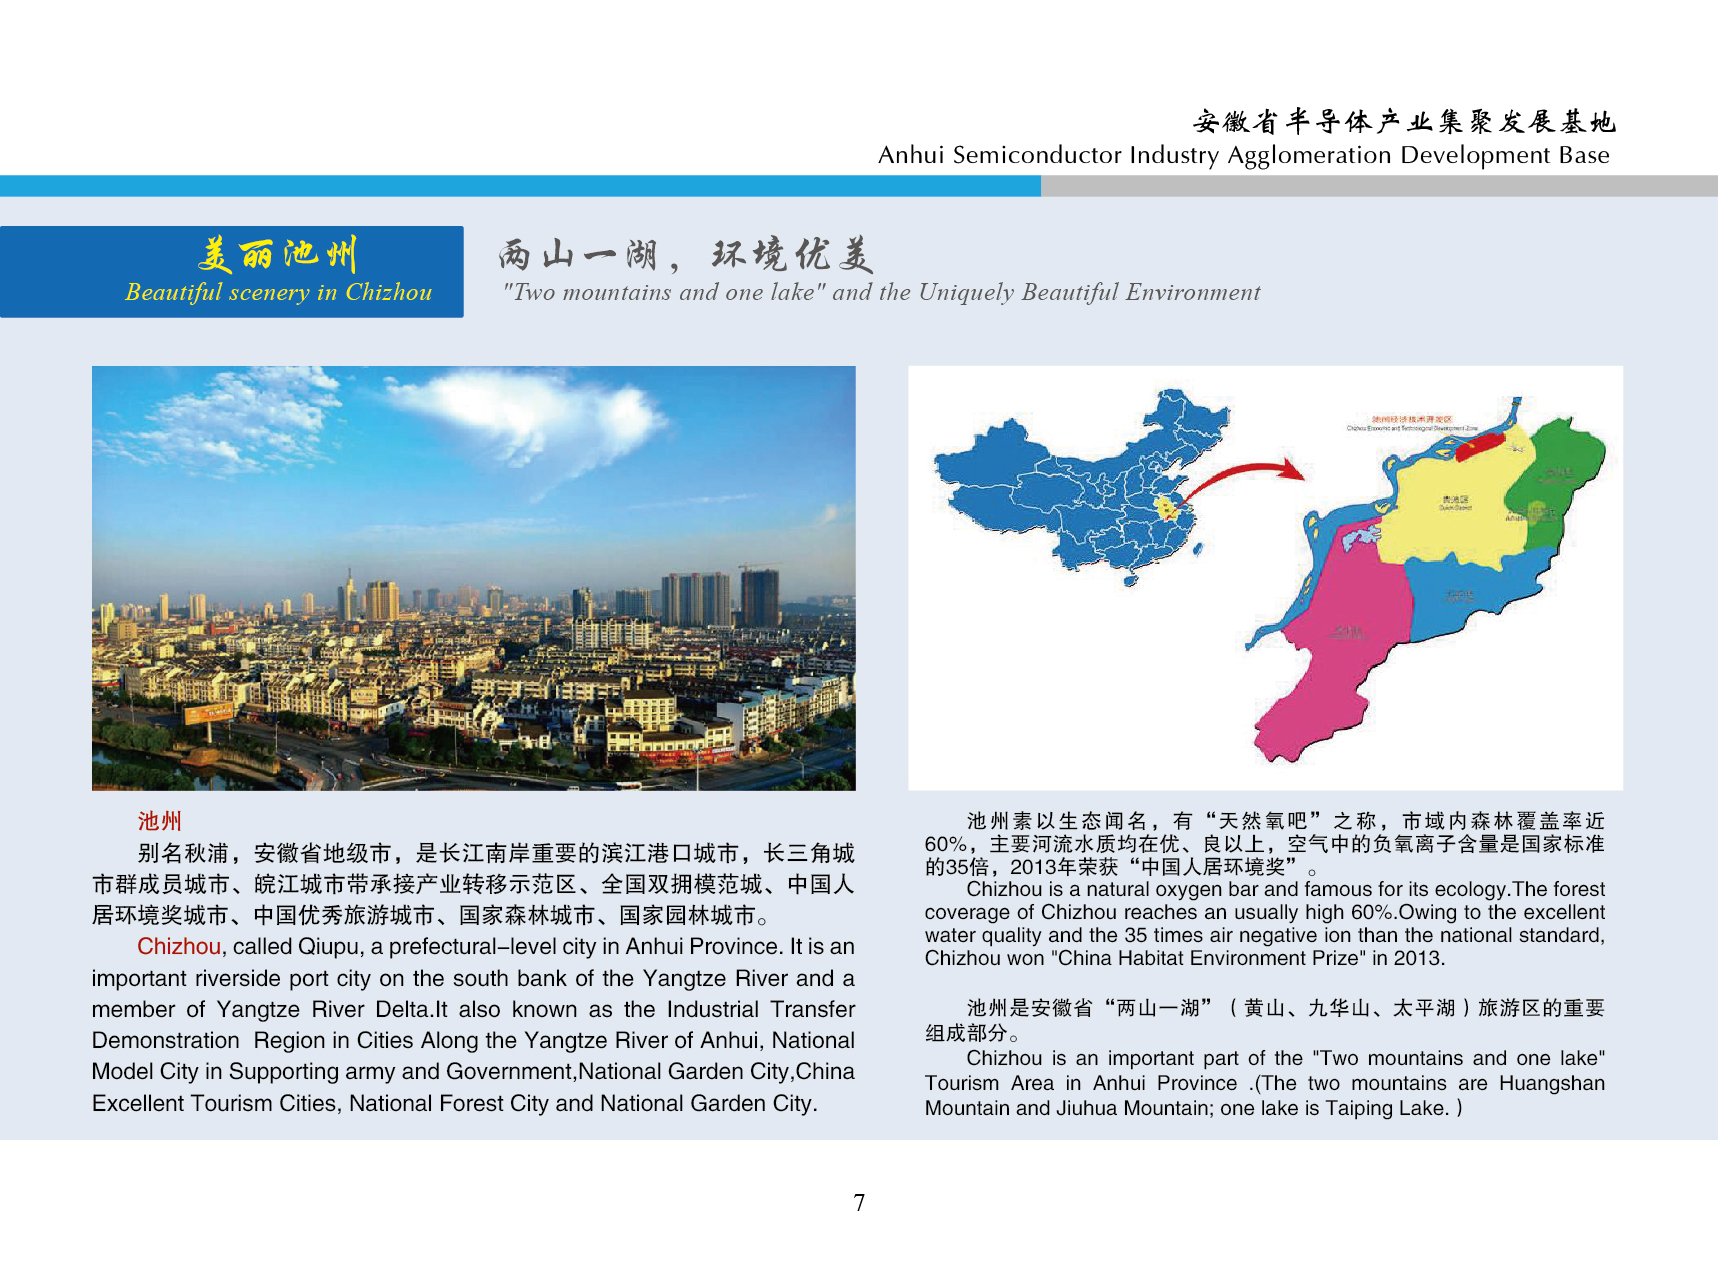 安徽省半导体产业集聚发展基地
Anhui Semiconductor Industry Agglomeration Development Base
美丽池州
Beautiful scenery in Chizhou
两山一湖，环境优美
"Two mountains and one lake" and the Uniquely Beautiful Environment
池州经济技术开发区
Chizhou Economic and Technological Development Zone
贵池区
池州
别名秋浦，安徽省地级市，是长江南岸重要的滨江港口城市，长三角城
市群成员城市、皖江城市带承接产业转移示范区、全国双拥模范城、中国人
居环境奖城市、中国优秀旅游城市、国家森林城市、国家园林城市。
Chizhou, called Qiupu, a prefectural-level city in Anhui Province. It is an
important riverside port city on the south bank of the Yangtze River and a
member of Yangtze River Delta.It also known as the Industrial Transfer
Demonstration Region in Cities Along the Yangtze River of Anhui, National
Model City in Supporting army and Government,National Garden City,China
Excellent Tourism Cities, National Forest City and National Garden City.
池州素以生态闻名，有“天然氧吧”之称，市域内森林覆盖率近
60%，主要河流水质均在优、良以上，空气中的负氧离子含量是国家标准
的35倍，2013年荣获“中国人居环境奖”。
Chizhou is a natural oxygen bar and famous for its ecology.The forest
coverage of Chizhou reaches an usually high 60%.Owing to the excellent
water quality and the 35 times air negative ion than the national standard,
Chizhou won "China Habitat Environment Prize" in 2013.
池州是安徽省“两山一湖”（黄山、九华山、太平湖）旅游区的重要
组成部分。
Chizhou is an important part of the "Two mountains and one lake"
Tourism Area in Anhui Province .(The two mountains are Huangshan
Mountain and Jiuhua Mountain; one lake is Taiping Lake.）
7